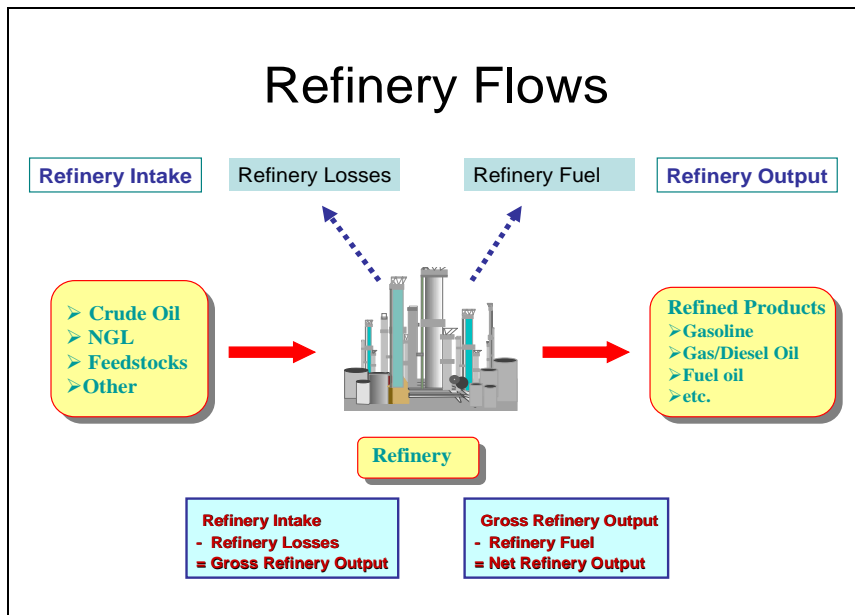 Refinery Flows
Refinery Intake
Refinery Losses
Refinery Fuel
Refinery Output
➢ Crude Oil
➢ NGL
➢ Feedstocks
➢Other
Refined Products
➢Gasoline
➢Gas/Diesel Oil
➢Fuel oil
➢etc.
Refinery
Refinery Intake
- Refinery Losses
= Gross Refinery Output
Gross Refinery Output
- Refinery Fuel
= Net Refinery Output